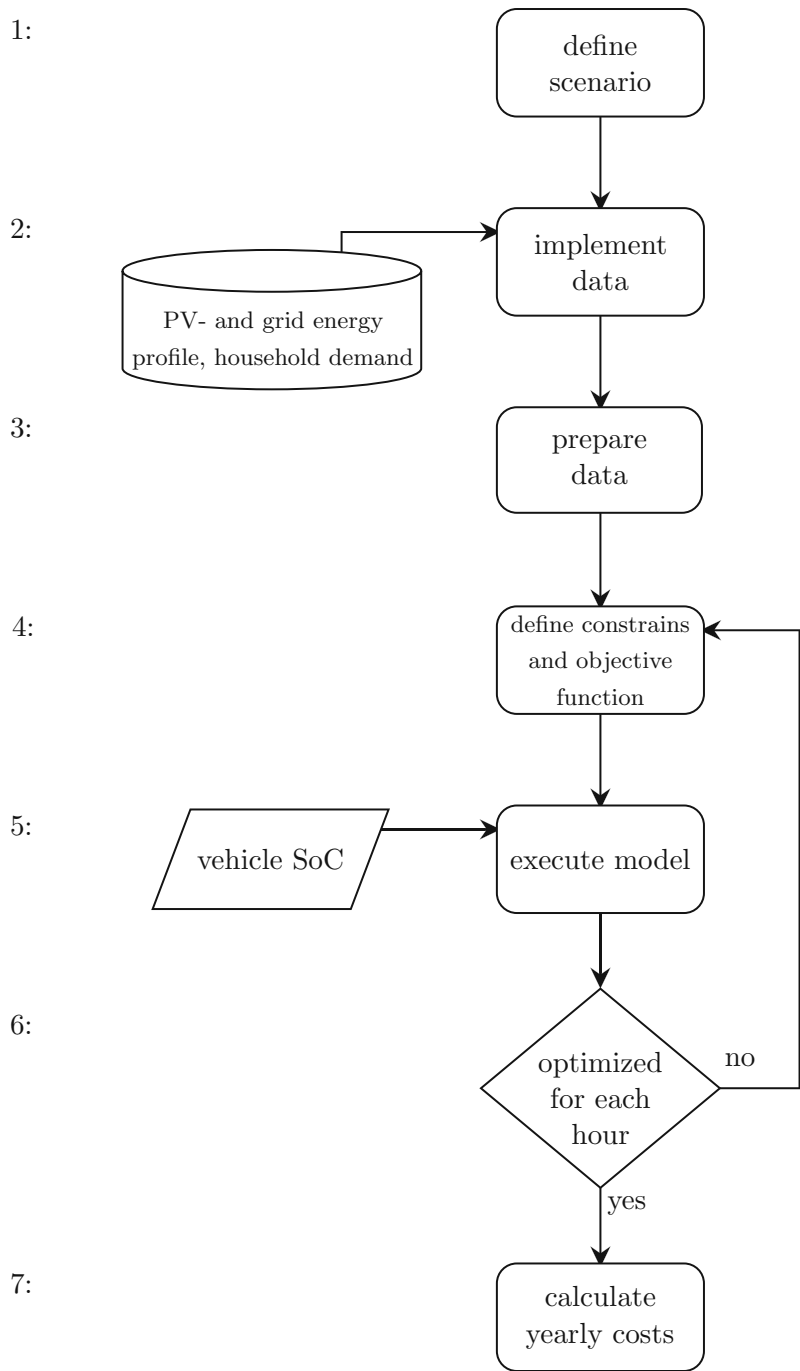 1:
define
scenario
2:
implement
data
PV- and grid energy
profile, household demand
3:
prepare
data
4:
define constrains
and objective
function
5:
vehicle SoC
execute model
6:
optimized
for each
hour
no
yes
7:
calculate
yearly costs